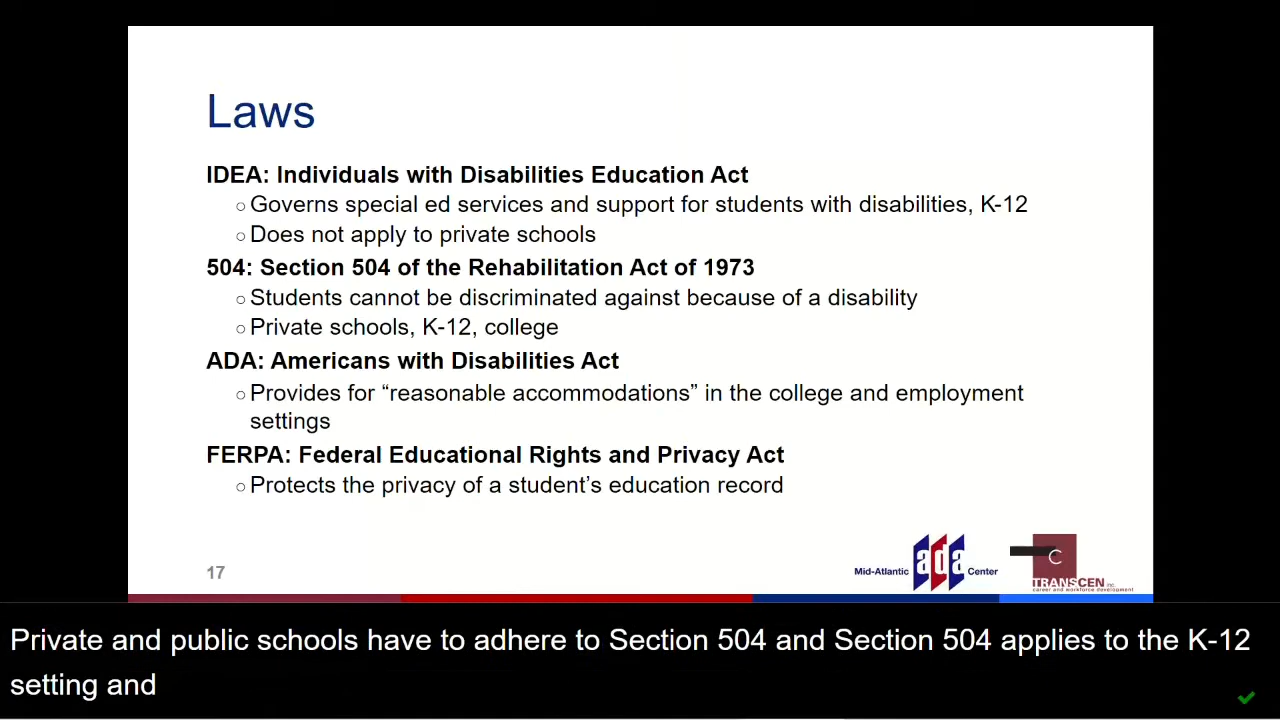 Laws
IDEA: Individuals with Disabilities Education Act
○ Governs special ed services and support for students with disabilities, K-12
○ Does not apply to private schools
504: Section 504 of the Rehabilitation Act of 1973
○ Students cannot be discriminated against because of a disability
○ Private schools, K-12, college
ADA: Americans with Disabilities Act
○ Provides for “reasonable accommodations” in the college and employment
settings
FERPA: Federal Educational Rights and Privacy Act
○ Protects the privacy of a student’s education record
17
Mid-Atlantic ada Center
C
TRANSCEN inc.
career and workforce development
Private and public schools have to adhere to Section 504 and Section 504 applies to the K-12
setting and